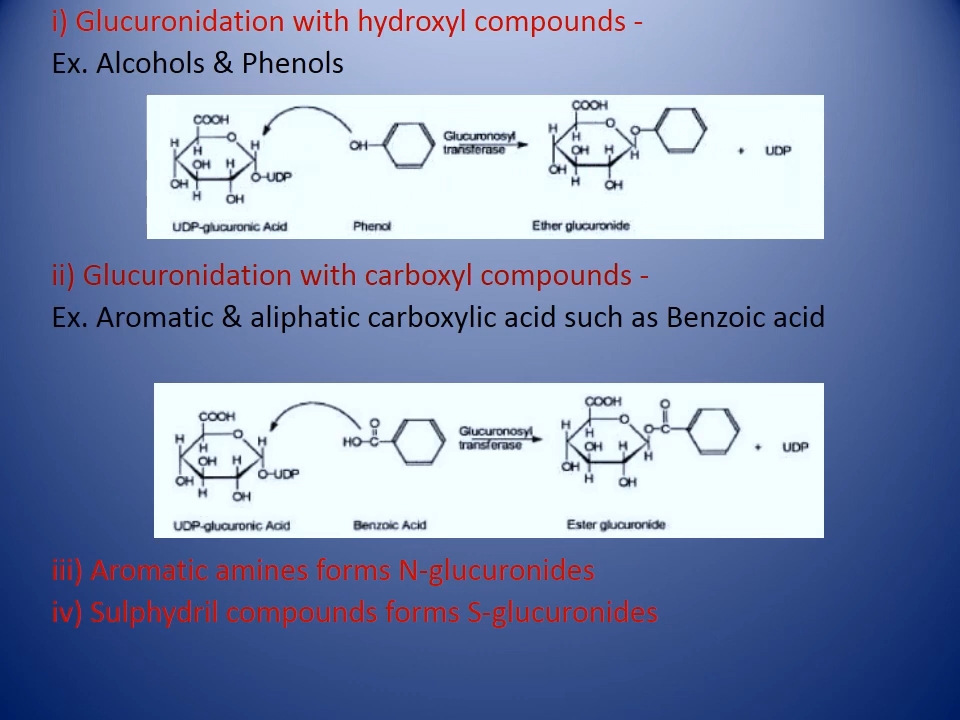 i) Glucuronidation with hydroxyl compounds -
Ex. Alcohols & Phenols
COOH
H
O
H
H
OH
H
OH
O-UDP
H
OH
UDP-glucuronic Acid
OH
Phenol
Glucuronosyl
transferase
COOH
H
O
O
H
OH
H
H
OH
H
OH
Ether glucuronide
+ UDP
ii) Glucuronidation with carboxyl compounds -
Ex. Aromatic & aliphatic carboxylic acid such as Benzoic acid
COOH
H
O
H
H
OH
H
OH
O-UDP
H
OH
UDP-glucuronic Acid
O
HO-C
Benzoic Acid
Glucuronosyl
transferase
COOH
O
H
O
O-C
H
OH
H
H
OH
H
OH
Ester glucuronide
+ UDP
iii) Aromatic amines forms N-glucuronides
iv) Sulphydril compounds forms S-glucuronides